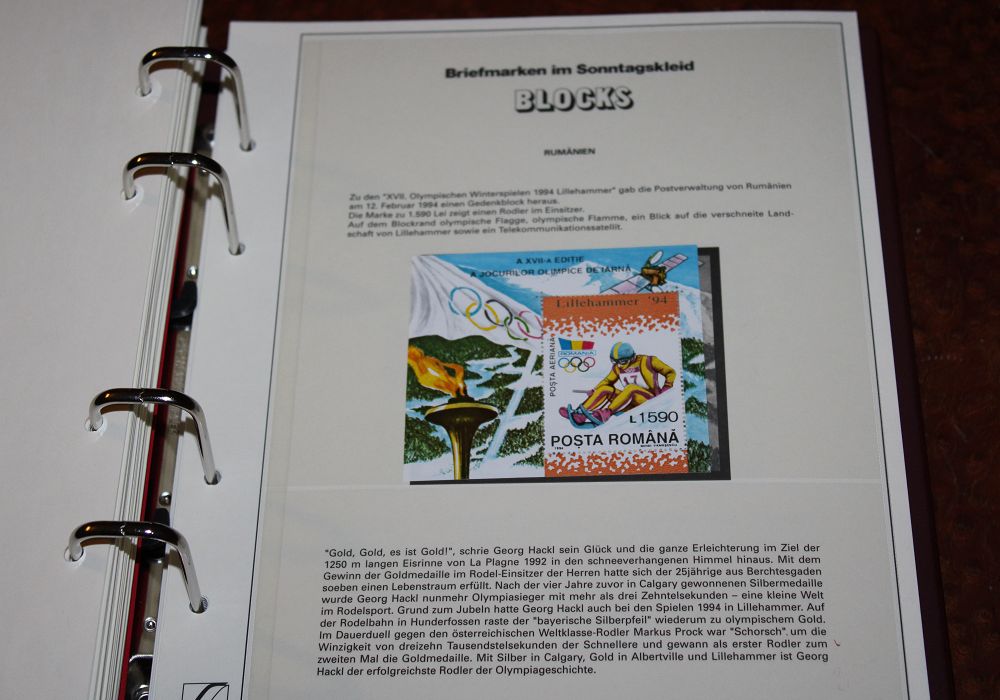 Briefmarken im Sonntagskleid
BLOCKS
RUMÄNIEN
Zu den "XVII. Olympischen Winterspielen 1994 Lillehammer" gab die Postverwaltung von Rumänien
am 12. Februar 1994 einen Gedenkblock heraus.
Die Marke zu 1.590 Lei zeigt einen Rodler im Einsitzer.
Auf dem Blockrand olympische Flagge, olympische Flamme, ein Blick auf die verschneite Land-
schaft von Lillehammer sowie ein Telekommunikationssatellit.
A XVII-a EDIȚIE
A JOCURILOR OLIMPICE DE IARNĂ
Lillehammer '94
POȘTA AERIANĂ
ROMANIA
17
L1590
POȘTA ROMÂNĂ
1994
"Gold, Gold, es ist Gold!", schrie Georg Hackl sein Glück und die ganze Erleichterung im Ziel der
1250 m langen Eisrinne von La Plagne 1992 in den schneeverhangenen Himmel hinaus. Mit dem
Gewinn der Goldmedaille im Rodel-Einsitzer der Herren hatte sich der 25jährige aus Berchtesgaden
soeben einen Lebenstraum erfüllt. Nach der vier Jahre zuvor in Calgary gewonnenen Silbermedaille
wurde Georg Hackl nunmehr Olympiasieger mit mehr als drei Zehntelsekunden – eine kleine Welt
im Rodelsport. Grund zum Jubeln hatte Georg Hackl auch bei den Spielen 1994 in Lillehammer. Auf
der Rodelbahn in Hunderfossen raste der "bayerische Silberpfeil" wiederum zu olympischem Gold.
Im Dauerduell gegen den österreichischen Weltklasse-Rodler Markus Prock war "Schorsch" um die
Winzigkeit von dreizehn Tausendstelsekunden der Schnellere und gewann als erster Rodler zum
zweiten Mal die Goldmedaille. Mit Silber in Calgary, Gold in Albertville und Lillehammer ist Georg
Hackl der erfolgreichste Rodler der Olympiageschichte.